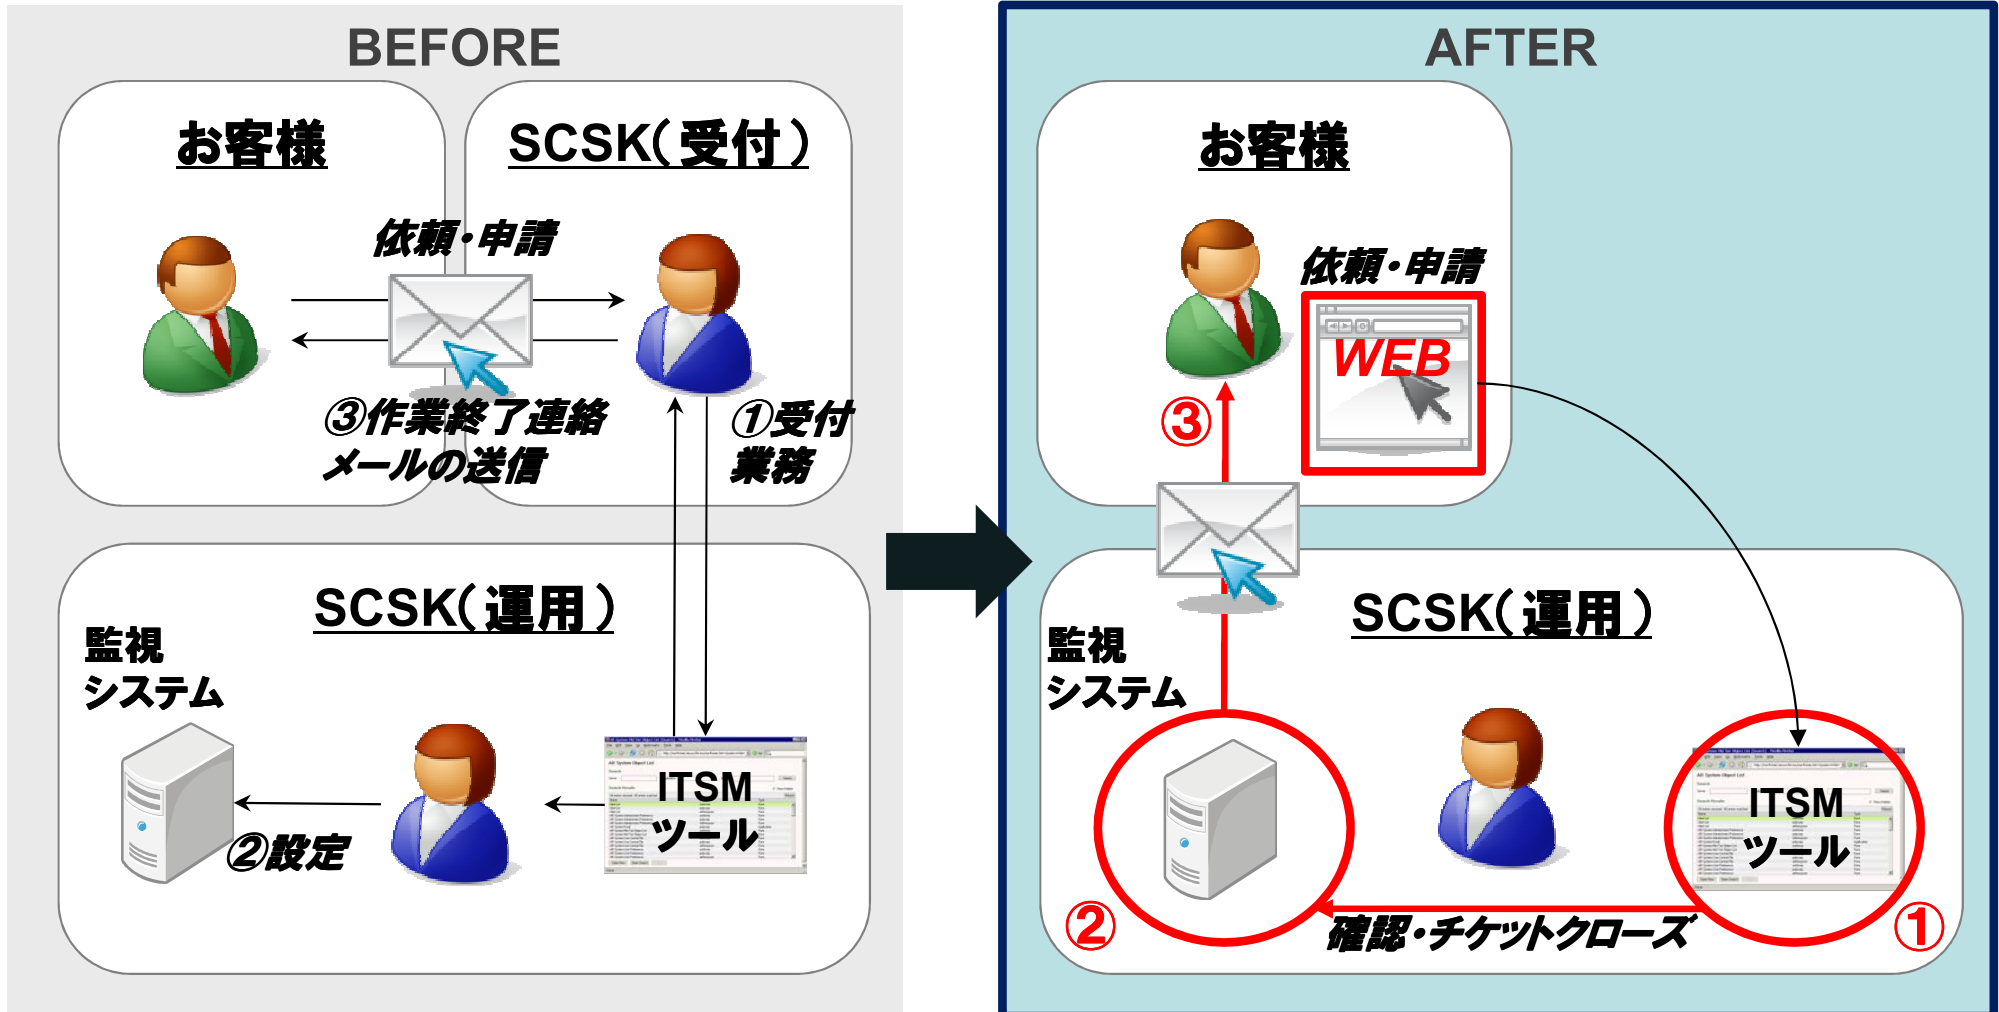 BEFORE
お客様
SCSK(受付)
依頼・申請
③作業終了連絡
メールの送信
①受付
業務
SCSK(運用)
監視
システム
②設定
ITSM
ツール
AFTER
お客様
依頼・申請
WEB
③
SCSK(運用)
監視
システム
ITSM
ツール
②
確認・チケットクローズ
①